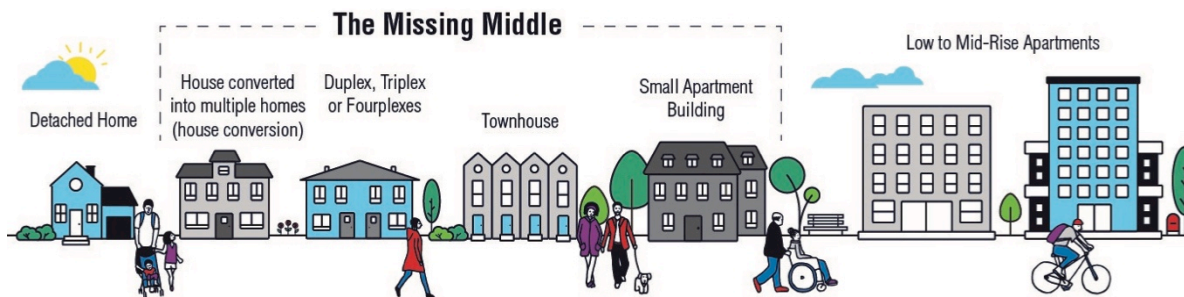 The Missing Middle
Detached Home
House converted
into multiple homes
(house conversion)
Duplex, Triplex
or Fourplexes
Townhouse
Small Apartment
Building
Low to Mid-Rise Apartments